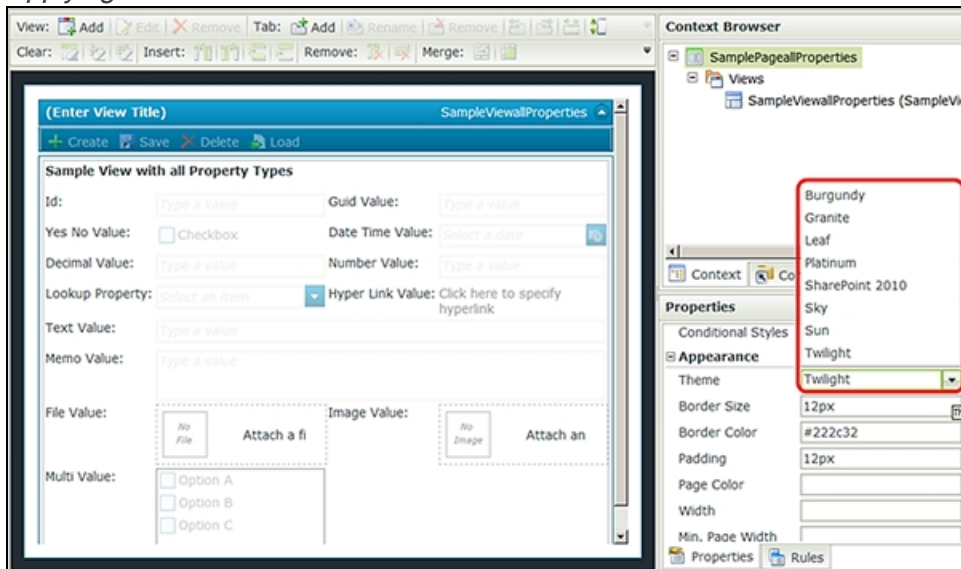 View: Add Edit Remove Tab: Add Rename Remove
Clear: Insert: Remove: Merge:
(Enter View Title) SampleViewallProperties
Create Save Delete Load
Sample View with all Property Types
Id: Type a value Guid Value: Type a value
Yes No Value: Checkbox Date Time Value: Select a date
Decimal Value: Type a value Number Value: Type a value
Lookup Property: Select an item Hyper Link Value: Click here to specify
hyperlink
Text Value: Type a value
Memo Value: Type a value
File Value: No File Attach a fi Image Value: No Image Attach an
Multi Value: Option A
Option B
Option C
Context Browser
SamplePageallProperties
Views
SampleViewallProperties (SampleVi
Burgundy
Granite
Leaf
Platinum
SharePoint 2010
Sky
Sun
Twilight
Context Co
Properties
Conditional Styles
Appearance
Theme Twilight
Border Size 12px
Border Color #222c32
Padding 12px
Page Color
Width
Min. Page Width
Properties Rules